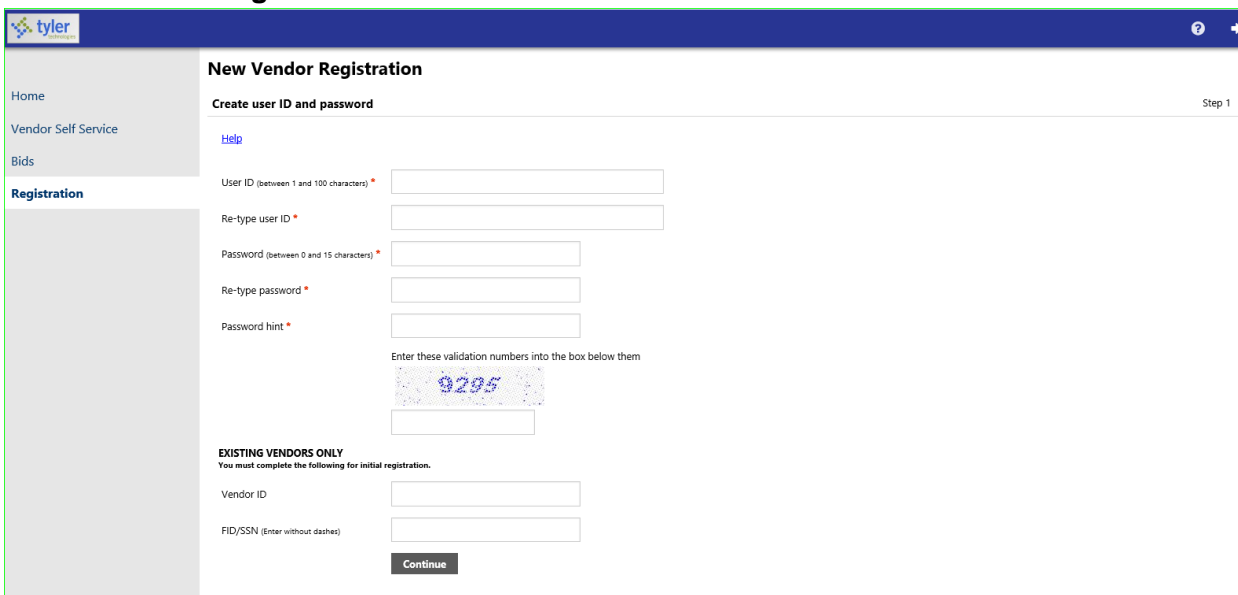 tyler
technologies
New Vendor Registration
Home
Create user ID and password
Step 1
Vendor Self Service
Help
Bids
User ID (between 1 and 100 characters) *
Registration
Re-type user ID *
Password (between 0 and 15 characters) *
Re-type password *
Password hint *
Enter these validation numbers into the box below them
9295
EXISTING VENDORS ONLY
You must complete the following for initial registration.
Vendor ID
FID/SSN (Enter without dashes)
Continue